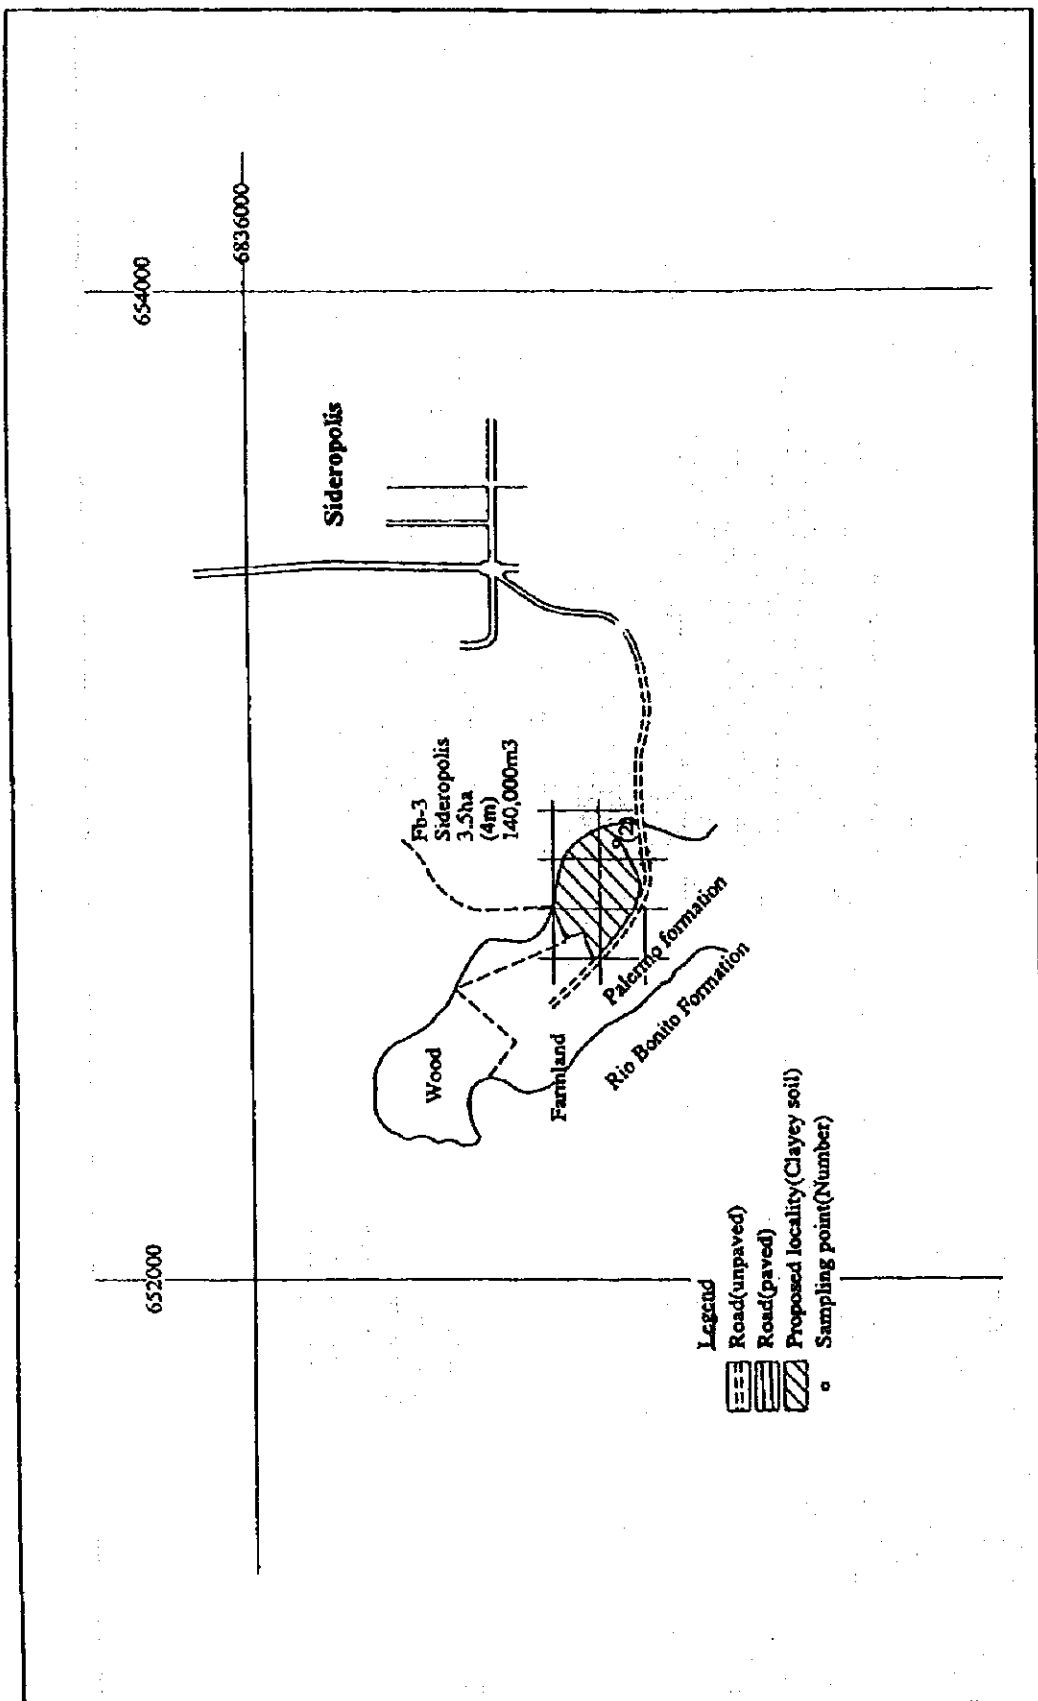 654000
6836000
Sideropolis
Fb-3
Sideropolis
3.5ha
(4m)
140,000m3
(2)
Wood
Farmland
Palermo formation
Rio Bonito Formation
652000
Legend
Road(unpaved)
Road(paved)
Proposed locality(Clayey soil)
Sampling point(Number)